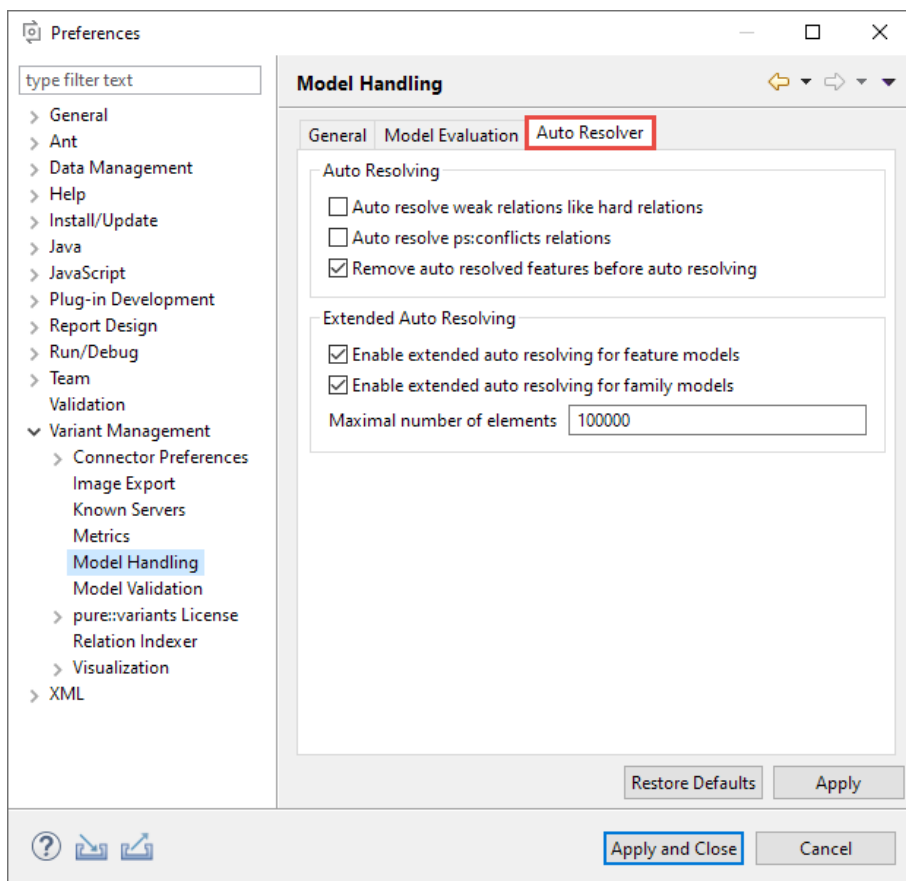 Preferences
type filter text
General
Ant
Data Management
Help
Install/Update
Java
JavaScript
Plug-in Development
Report Design
Run/Debug
Team
Validation
Variant Management
Connector Preferences
Image Export
Known Servers
Metrics
Model Handling
Model Validation
pure::variants License
Relation Indexer
Visualization
XML
Model Handling
General
Model Evaluation
Auto Resolver
Auto Resolving
Auto resolve weak relations like hard relations
Auto resolve ps:conflicts relations
Remove auto resolved features before auto resolving
Extended Auto Resolving
Enable extended auto resolving for feature models
Enable extended auto resolving for family models
Maximal number of elements 100000
Restore Defaults
Apply
?
Apply and Close
Cancel